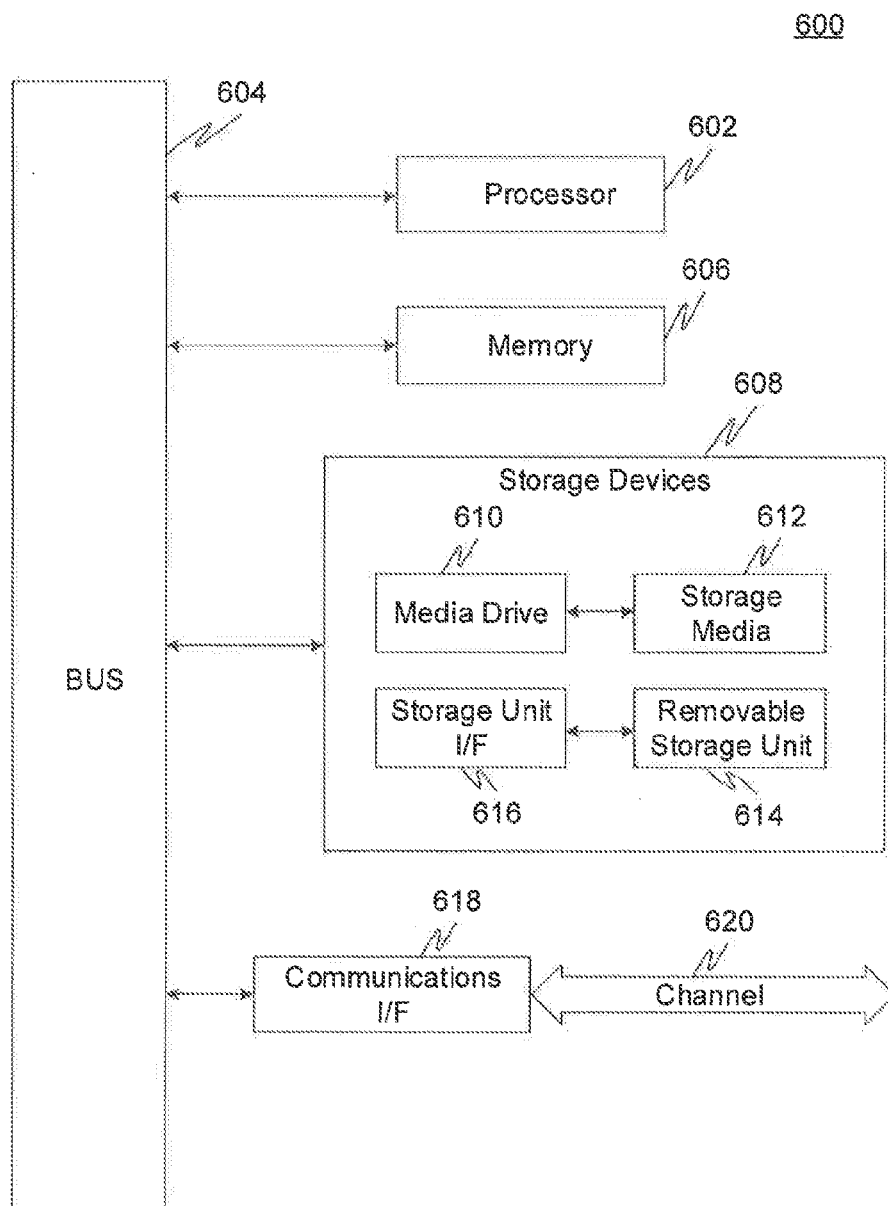 600
604
602
Processor
606
Memory
608
Storage Devices
610
612
Media Drive
Storage
Media
BUS
Storage Unit
I/F
Removable
Storage Unit
616
614
618
620
Communications
I/F
Channel